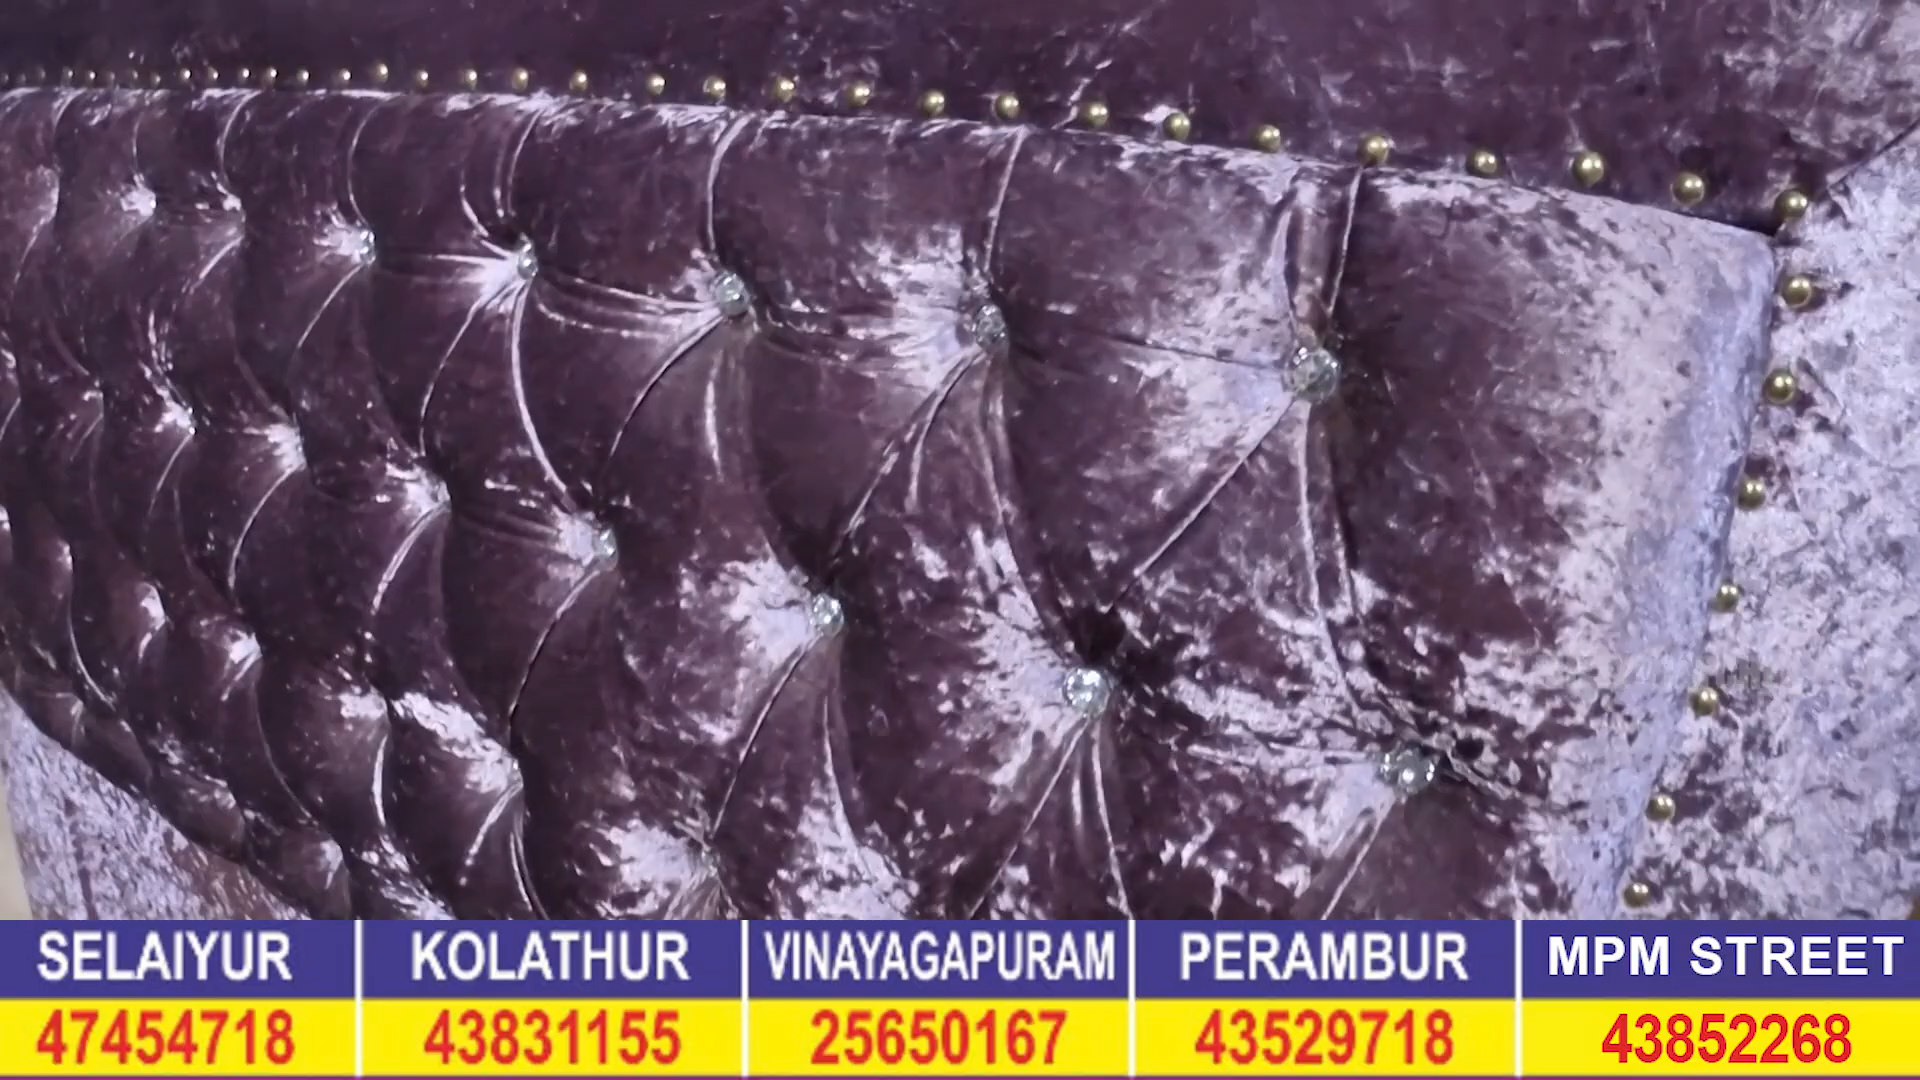 SELAIYUR
KOLATHUR
VINAYAGAPURAM
PERAMBUR
MPM STREET
47454718
43831155
25650167
43529718
43852268